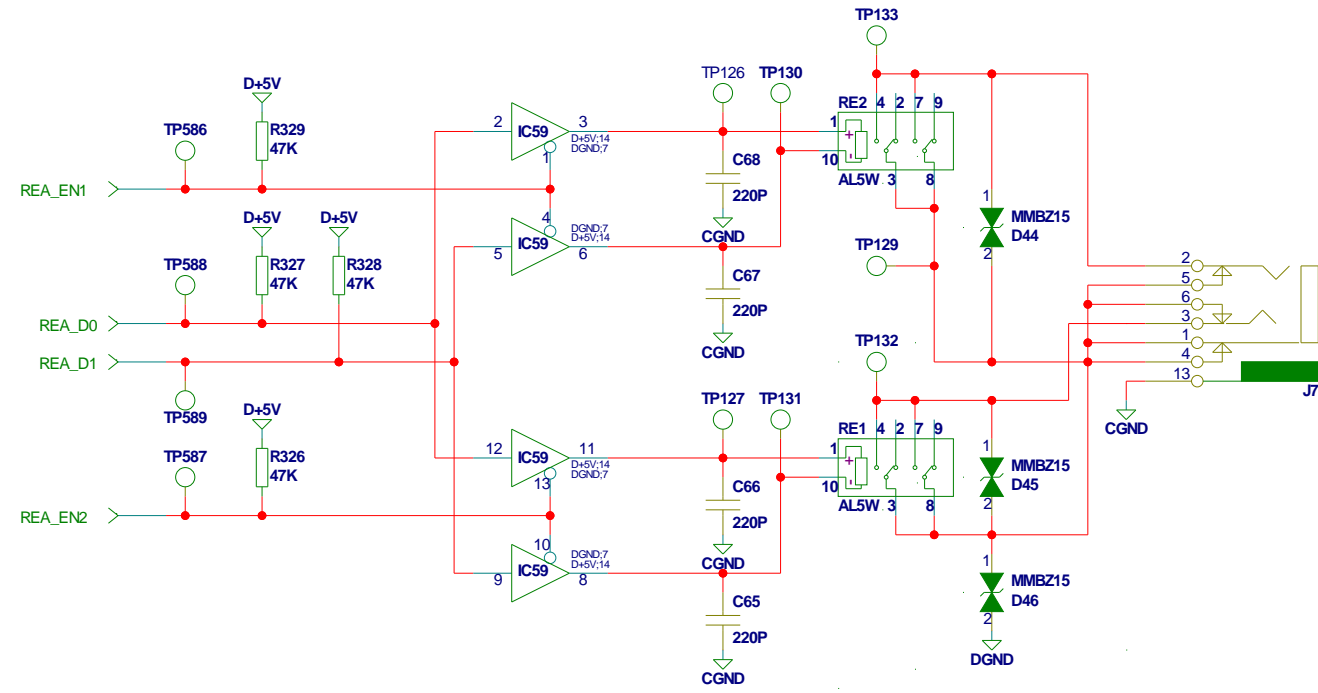 TP133
D+5V
TP126 TP130
TP586
R329
47K
2 IC59 3
D+5V;14
DGND;7
1
RE2 4 2 7 9
1
+
-
10
AL5W 3 8
C68
220P
CGND
REA_EN1
D+5V D+5V
4
DGND;7
D+5V;14
5 IC59 6
1
MMBZ15
D44
2
TP129
TP588
R327
47K
R328
47K
C67
220P
CGND
2
5
6
3
1
4
13
J7
CGND
REA_D0
REA_D1
TP589
D+5V
TP132
TP127 TP131
TP587
R326
47K
12 IC59 11
D+5V;14
DGND;7
13
RE1 4 2 7 9
1
+
-
10
AL5W 3 8
1
MMBZ15
D45
2
C66
220P
CGND
REA_EN2
10
DGND;7
D+5V;14
9 IC59 8
1
MMBZ15
D46
2
DGND
C65
220P
CGND